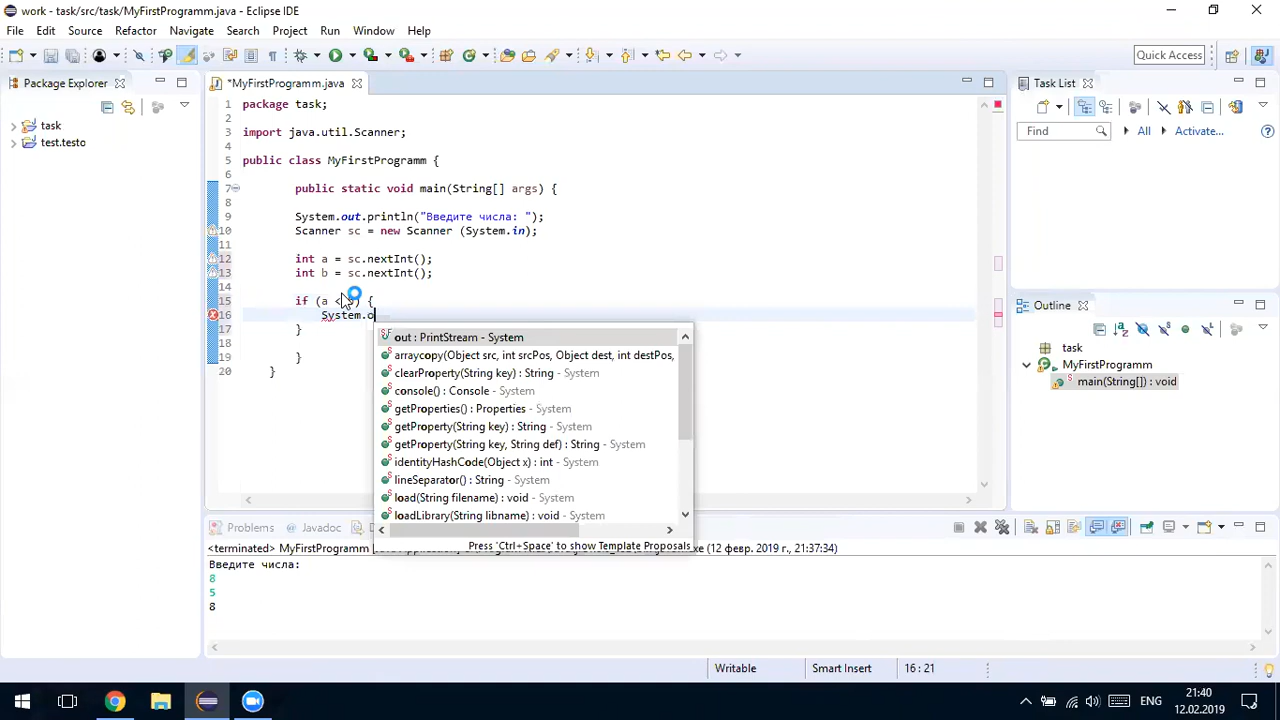 work - task/src/task/MyFirstProgramm.java - Eclipse IDE
File Edit Source Refactor Navigate Search Project Run Window Help
Quick Access
Package Explorer
*MyFirstProgramm.java
Task List
task
test.testo
Find
All
Activate...
1 package task;
2
3 import java.util.Scanner;
4
5 public class MyFirstProgramm {
6
7 public static void main(String[] args) {
8
9 System.out.println("Введите числа: ");
10 Scanner sc = new Scanner (System.in);
11
12 int a = sc.nextInt();
13 int b = sc.nextInt();
14
15 if (a < ) {
16 System.o
17 }
18
19 }
20 }
out : PrintStream - System
arraycopy(Object src, int srcPos, Object dest, int destPos,
clearProperty(String key) : String - System
console() : Console - System
getProperties() : Properties - System
getProperty(String key) : String - System
getProperty(String key, String def) : String - System
identityHashCode(Object x) : int - System
lineSeparator() : String - System
load(String filename) : void - System
loadLibrary(String libname) : void - System
Press 'Ctrl+Space' to show Template Proposals
Outline
task
MyFirstProgramm
main(String[]) : void
Problems
Javadoc
<terminated> MyFirstProgramm (12 февр. 2019 г., 21:37:34)
Введите числа:
8
5
8
Writable
Smart Insert
16 : 21
ENG
21:40
12.02.2019